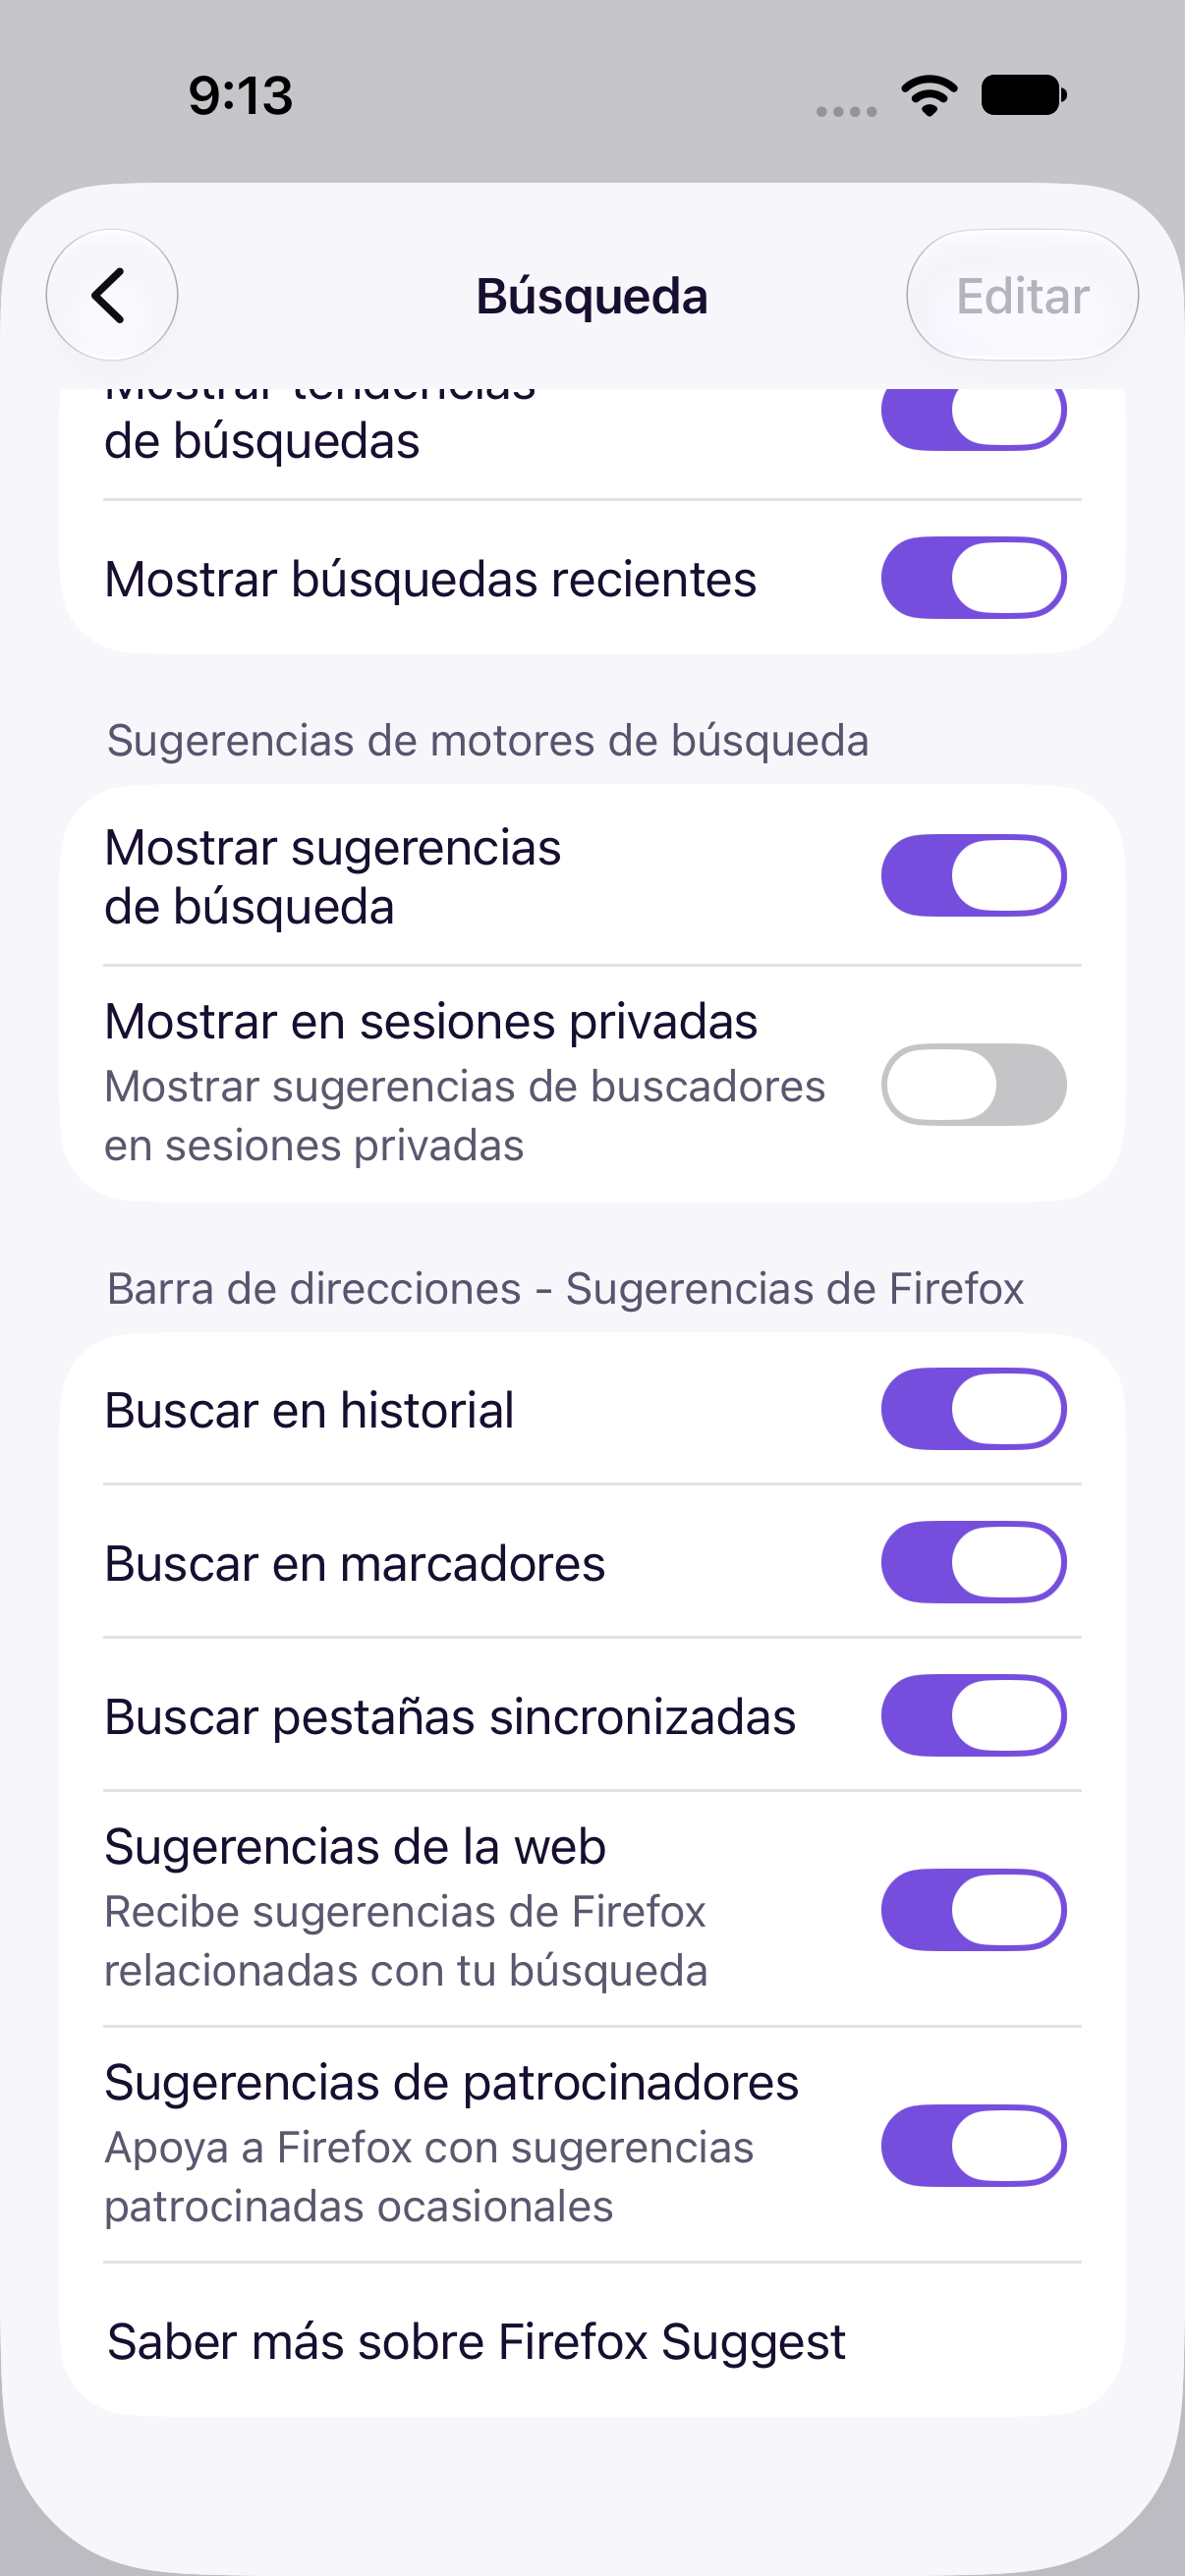 9:13
Búsqueda
Editar
Mostrar tendencias
de búsquedas
Mostrar búsquedas recientes
Sugerencias de motores de búsqueda
Mostrar sugerencias
de búsqueda
Mostrar en sesiones privadas
Mostrar sugerencias de buscadores
en sesiones privadas
Barra de direcciones - Sugerencias de Firefox
Buscar en historial
Buscar en marcadores
Buscar pestañas sincronizadas
Sugerencias de la web
Recibe sugerencias de Firefox
relacionadas con tu búsqueda
Sugerencias de patrocinadores
Apoya a Firefox con sugerencias
patrocinadas ocasionales
Saber más sobre Firefox Suggest